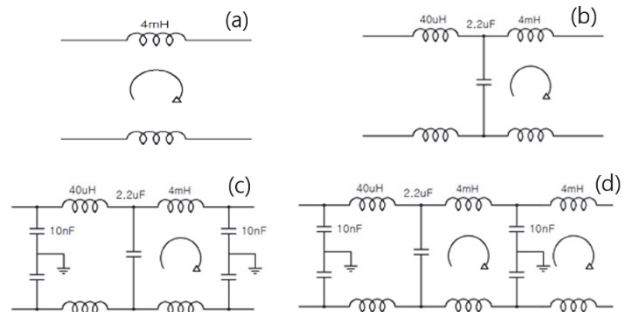 4mH (a)
40uH 2.2uF 4mH (b)
40uH 2.2uF 4mH (c)
10nF 10nF
40uH 2.2uF 4mH 4mH (d)
10nF 10nF